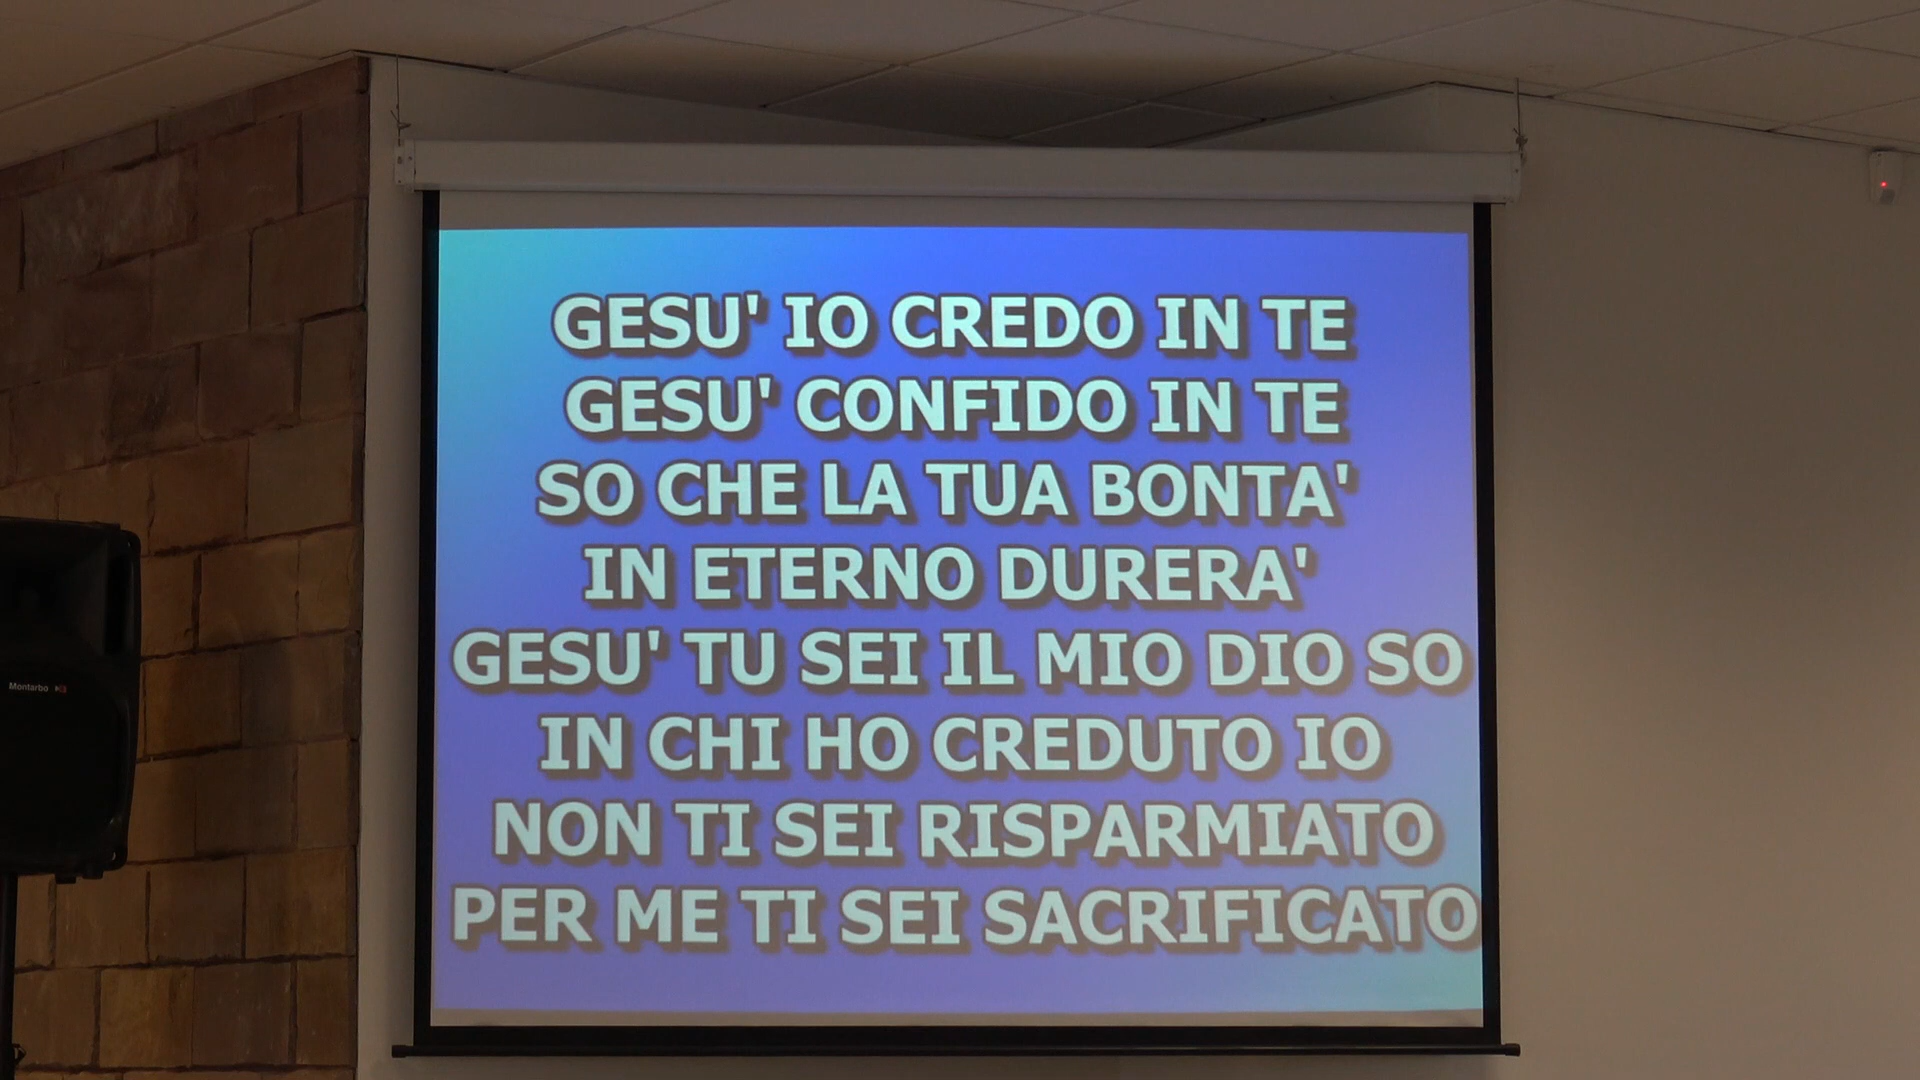 GESU' IO CREDO IN TE
GESU' CONFIDO IN TE
SO CHE LA TUA BONTA'
IN ETERNO DURERA'
GESU' TU SEI IL MIO DIO SO
IN CHI HO CREDUTO IO
NON TI SEI RISPARMIATO
PER ME TI SEI SACRIFICATO
Montarbo